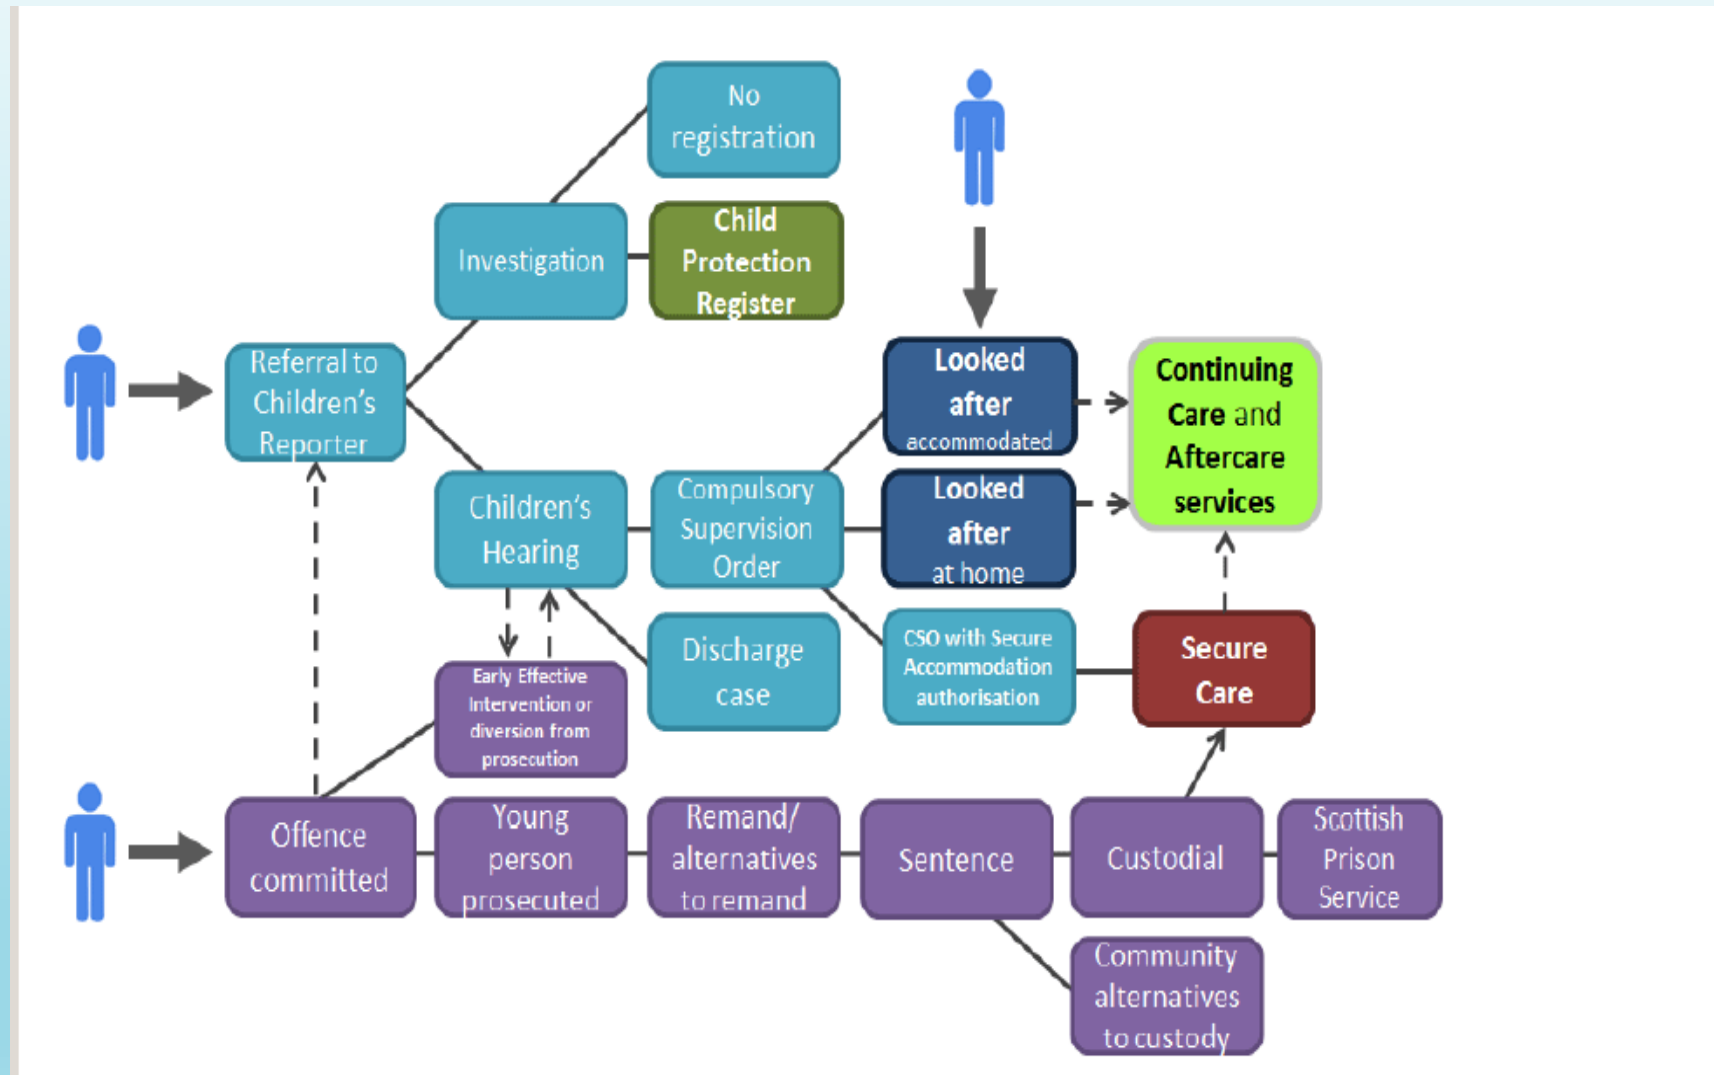 No
registration
Investigation
Child
Protection
Register
Referral to
Children's
Reporter
Looked
after
accommodated
Continuing
Care and
Aftercare
services
Children's
Hearing
Compulsory
Supervision
Order
Looked
after
at home
Discharge
case
CSO with Secure
Accommodation
authorisation
Secure
Care
Early Effective
Intervention or
diversion from
prosecution
Offence
committed
Young
person
prosecuted
Remand/
alternatives
to remand
Sentence
Custodial
Scottish
Prison
Service
Community
alternatives
to custody